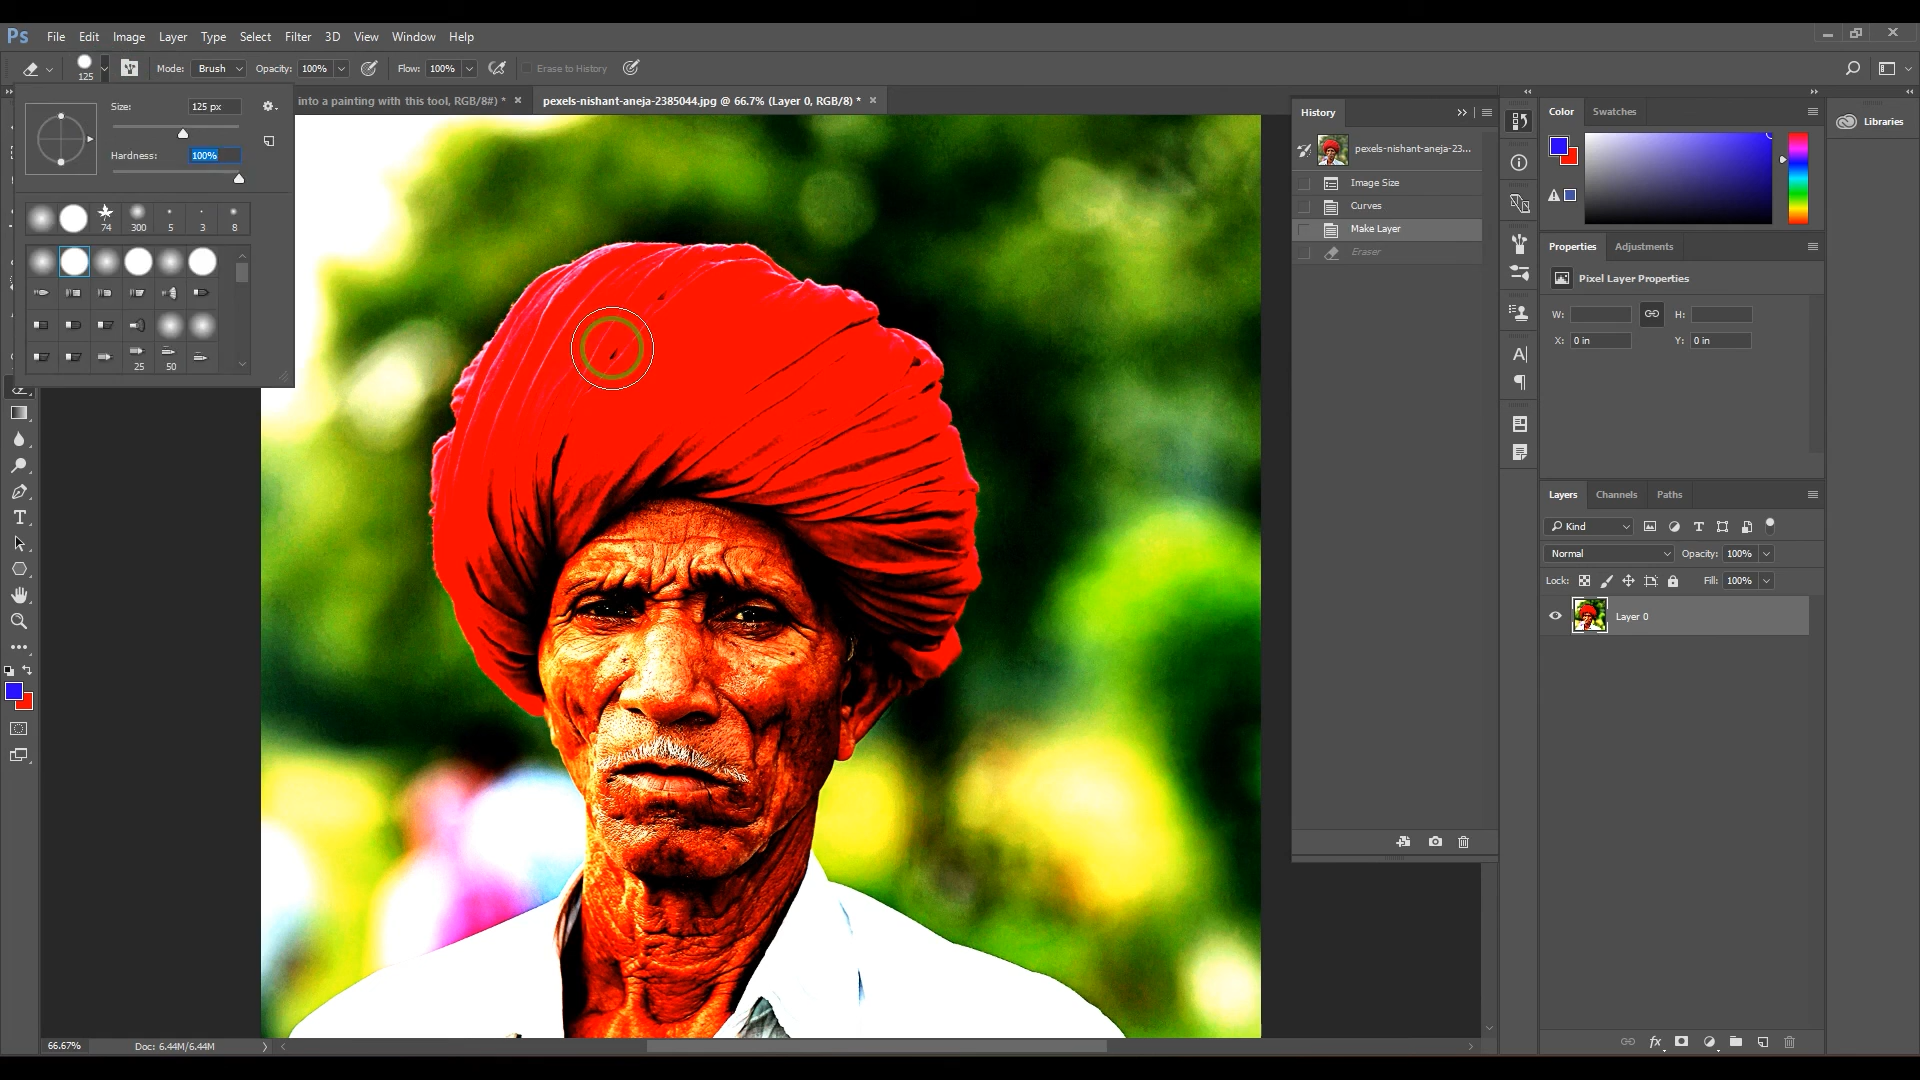 Ps File Edit Image Layer Type Select Filter 3D View Window Help
125 Mode: Brush Opacity: 100% Flow: 100% Erase to History
into a painting with this tool, RGB/8#) * × pexels-nishant-aneja-2385044.jpg @ 66.7% (Layer 0, RGB/8) * ×
Size: 125 px
Hardness: 100%
74 300 5 3 8
25 50
History
pexels-nishant-aneja-23...
Image Size
Curves
Make Layer
Eraser
Color Swatches
Libraries
Properties Adjustments
Pixel Layer Properties
W: H:
X: 0 in Y: 0 in
Layers Channels Paths
Kind
Normal Opacity: 100%
Lock: Fill: 100%
Layer 0
fx
66.67% Doc: 6.44M/6.44M